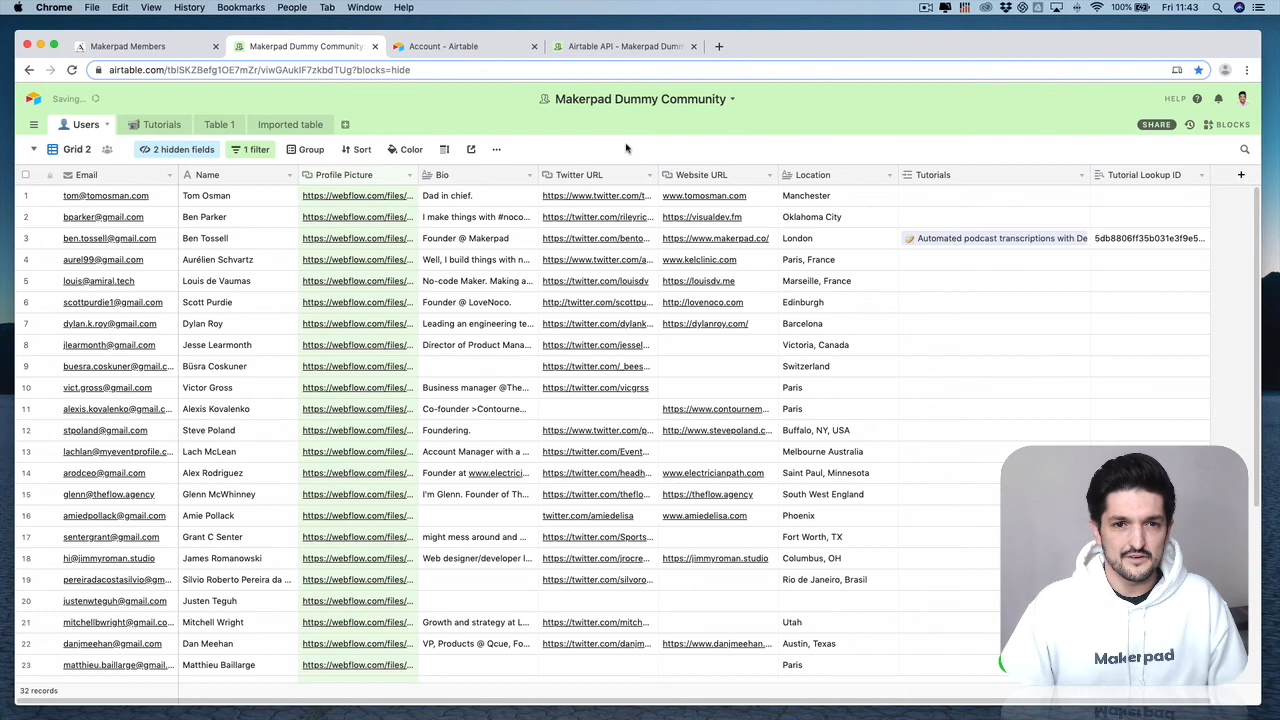 Chrome File Edit View History Bookmarks People Tab Window Help 100% Fri 11:43
Makerpad Members Makerpad Dummy Community: Account - Airtable Airtable API - Makerpad Dumm
airtable.com/tblSKZBefg1OE7mZr/viwGAukIF7zkbdTUg?blocks=hide
Saving... Makerpad Dummy Community HELP
Users Tutorials Table 1 Imported table SHARE BLOCKS
Grid 2 2 hidden fields 1 filter Group Sort Color
Email Name Profile Picture Bio Twitter URL Website URL Location Tutorials Tutorial Lookup ID
1 tom@tomosman.com Tom Osman https://webflow.com/files/... Dad in chief. https://www.twitter.com/t... www.tomosman.com Manchester
2 bparker@gmail.com Ben Parker https://webflow.com/files/... I make things with #noco... https://twitter.com/rileyric... https://visualdev.fm Oklahoma City
3 ben.tossell@gmail.com Ben Tossell https://webflow.com/files/... Founder @ Makerpad https://twitter.com/bento... https://www.makerpad.co/ London Automated podcast transcriptions with De 5db8806ff35b031e3f9e5...
4 aurel99@gmail.com Aurélien Schvartz https://webflow.com/files/... Well, I build things with n... https://www.twitter.com/a... www.kelclinic.com Paris, France
5 louis@amiral.tech Louis de Vaumas https://webflow.com/files/... No-code Maker. Making a... https://twitter.com/louisdv https://louisdv.me Marseille, France
6 scottpurdie1@gmail.com Scott Purdie https://webflow.com/files/... Founder @ LoveNoco. http://twitter.com/scottpu... http://lovenoco.com Edinburgh
7 dylan.k.roy@gmail.com Dylan Roy https://webflow.com/files/... Leading an engineering te... https://twitter.com/dylank... https://dylanroy.com/ Barcelona
8 jlearmonth@gmail.com Jesse Learmonth https://webflow.com/files/... Director of Product Mana... https://twitter.com/jessel... Victoria, Canada
9 buesra.coskuner@gmail.c... Büsra Coskuner https://webflow.com/files/... https://twitter.com/_bees... Switzerland
10 vict.gross@gmail.com Victor Gross https://webflow.com/files/... Business manager @The... https://twitter.com/vicgrss Paris
11 alexis.kovalenko@gmail.c... Alexis Kovalenko https://webflow.com/files/... Co-founder >Contourne... https://www.contournem... Paris
12 stpoland@gmail.com Steve Poland https://webflow.com/files/... Foundering. https://www.twitter.com/p... http://www.stevepoland.c... Buffalo, NY, USA
13 lachlan@myeventprofile.c... Lach McLean https://webflow.com/files/... Account Manager with a ... https://twitter.com/Event... Melbourne Australia
14 arodceo@gmail.com Alex Rodriguez https://webflow.com/files/... Founder at www.electrici... https://twitter.com/headh... www.electricianpath.com Saint Paul, Minnesota
15 glenn@theflow.agency Glenn McWhinney https://webflow.com/files/... I'm Glenn. Founder of Th... https://twitter.com/theflo... https://theflow.agency South West England
16 amiedpollack@gmail.com Amie Pollack https://webflow.com/files/... twitter.com/amiedelisa www.amiedelisa.com Phoenix
17 sentergrant@gmail.com Grant C Senter https://webflow.com/files/... might mess around and ... https://twitter.com/Sports... Fort Worth, TX
18 hi@jimmyroman.studio James Romanowski https://webflow.com/files/... Web designer/developer I... https://twitter.com/jrocre... https://jimmyroman.studio Columbus, OH
19 pereiradacostasilvio@gm... Silvio Roberto Pereira da ... https://webflow.com/files/... https://twitter.com/silvoro... Rio de Janeiro, Brasil
20 justenwteguh@gmail.com Justen Teguh https://webflow.com/files/...
21 mitchellbwright@gmail.com Mitchell Wright https://webflow.com/files/... Growth and strategy at L... https://twitter.com/mitch... Utah
22 danjmeehan@gmail.com Dan Meehan https://webflow.com/files/... VP, Products @ Qcue, Fo... https://twitter.com/danjm... https://www.danjmeehan.... Austin, Texas
23 matthieu.baillarge@gmail.... Matthieu Baillarge https://webflow.com/files/... Paris
32 records
Makerpad